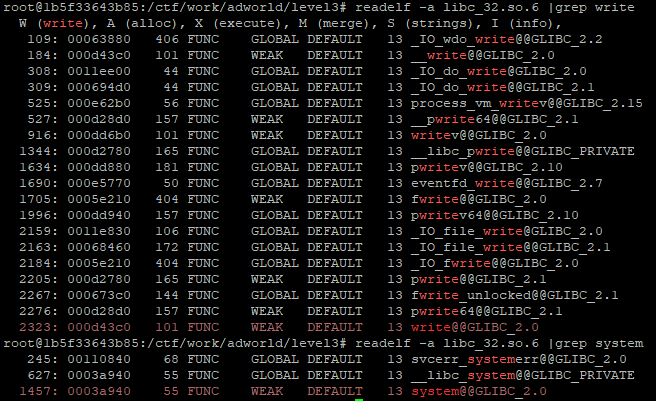 root@1b5f33643b85:/ctf/work/adworld/level3# readelf -a libc_32.so.6 |grep write
W (write), A (alloc), X (execute), M (merge), S (strings), I (info),
109: 00063880 406 FUNC GLOBAL DEFAULT 13 _IO_wdo_write@@GLIBC_2.2
184: 000d43c0 101 FUNC WEAK DEFAULT 13 __write@@GLIBC_2.0
308: 0011ee00 44 FUNC GLOBAL DEFAULT 13 _IO_do_write@GLIBC_2.0
309: 000694d0 44 FUNC GLOBAL DEFAULT 13 _IO_do_write@@GLIBC_2.1
525: 000e62b0 56 FUNC GLOBAL DEFAULT 13 process_vm_writev@@GLIBC_2.15
527: 000d28d0 157 FUNC WEAK DEFAULT 13 __pwrite64@@GLIBC_2.1
916: 000dd6b0 101 FUNC WEAK DEFAULT 13 writev@@GLIBC_2.0
1344: 000d2780 165 FUNC GLOBAL DEFAULT 13 __libc_pwrite@@GLIBC_PRIVATE
1634: 000dd880 181 FUNC GLOBAL DEFAULT 13 pwritev@@GLIBC_2.10
1690: 000e5770 50 FUNC GLOBAL DEFAULT 13 eventfd_write@@GLIBC_2.7
1705: 0005e210 404 FUNC WEAK DEFAULT 13 fwrite@@GLIBC_2.0
1996: 000dd940 157 FUNC GLOBAL DEFAULT 13 pwritev64@@GLIBC_2.10
2159: 0011e830 106 FUNC GLOBAL DEFAULT 13 _IO_file_write@GLIBC_2.0
2163: 00068460 172 FUNC GLOBAL DEFAULT 13 _IO_file_write@@GLIBC_2.1
2184: 0005e210 404 FUNC GLOBAL DEFAULT 13 _IO_fwrite@@GLIBC_2.0
2205: 000d2780 165 FUNC WEAK DEFAULT 13 pwrite@@GLIBC_2.1
2267: 000673c0 144 FUNC GLOBAL DEFAULT 13 fwrite_unlocked@@GLIBC_2.1
2276: 000d28d0 157 FUNC WEAK DEFAULT 13 pwrite64@@GLIBC_2.1
2323: 000d43c0 101 FUNC WEAK DEFAULT 13 write@@GLIBC_2.0
root@1b5f33643b85:/ctf/work/adworld/level3# readelf -a libc_32.so.6 |grep system
245: 00110840 68 FUNC GLOBAL DEFAULT 13 svcerr_systemerr@@GLIBC_2.0
627: 0003a940 55 FUNC GLOBAL DEFAULT 13 __libc_system@@GLIBC_PRIVATE
1457: 0003a940 55 FUNC WEAK DEFAULT 13 system@@GLIBC_2.0